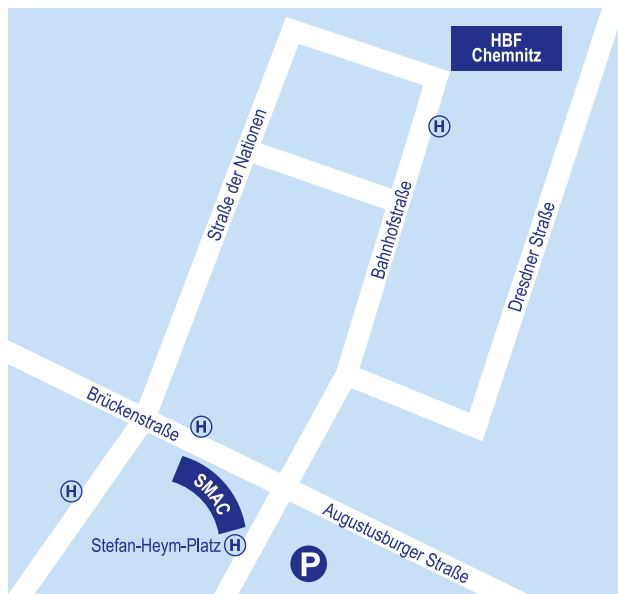 HBF
Chemnitz
H
Straße der Nationen
Bahnhofstraße
Dresdner Straße
Brückenstraße
H
SMAC
H
Stefan-Heym-Platz H
Augustusburger Straße
P